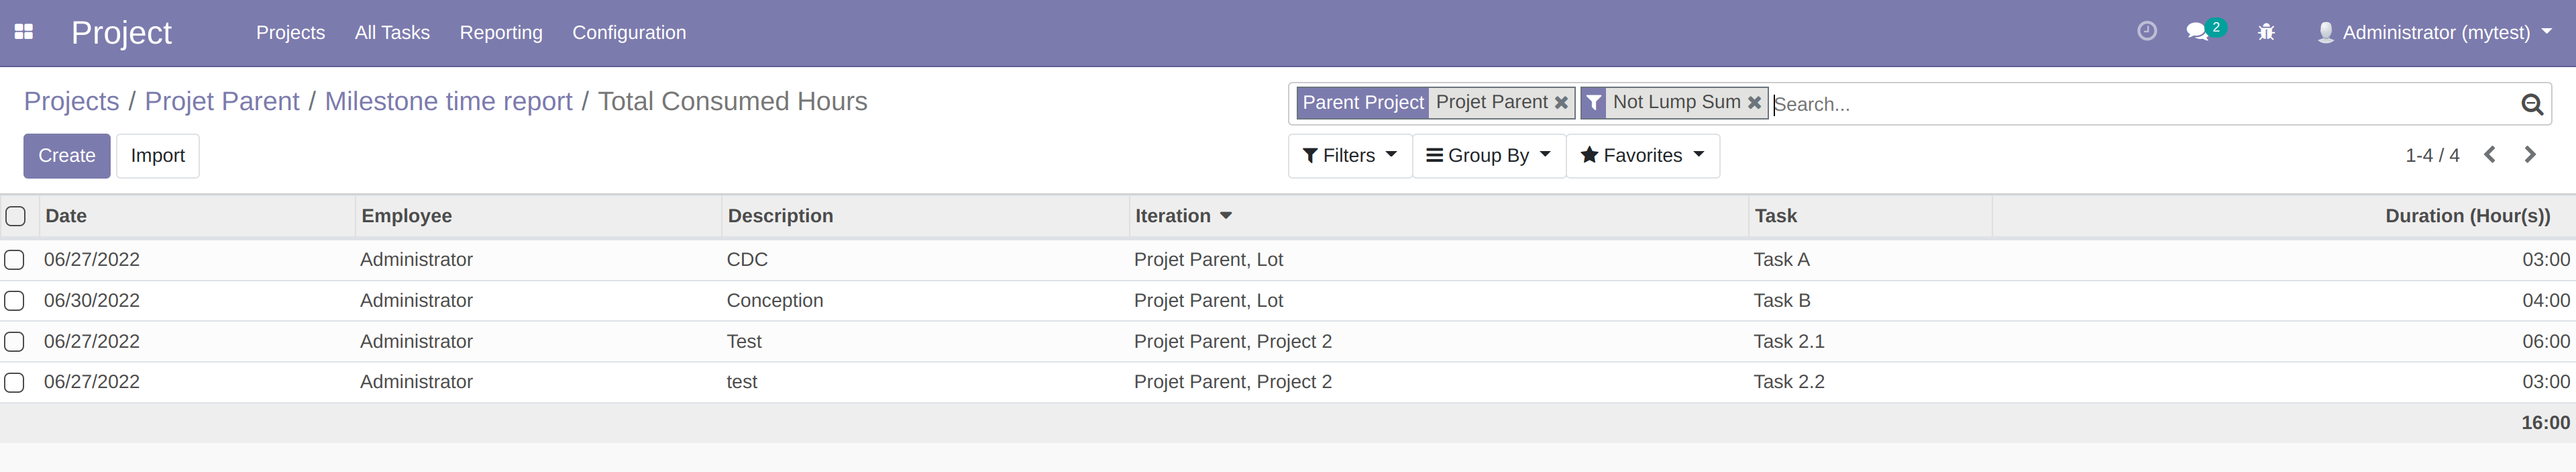 Project Projects All Tasks Reporting Configuration 2 Administrator (mytest)
Projects / Projet Parent / Milestone time report / Total Consumed Hours
Parent Project Projet Parent Not Lump Sum Search...
Create Import Filters Group By Favorites 1-4 / 4
Date Employee Description Iteration Task Duration (Hour(s))
06/27/2022 Administrator CDC Projet Parent, Lot Task A 03:00
06/30/2022 Administrator Conception Projet Parent, Lot Task B 04:00
06/27/2022 Administrator Test Projet Parent, Project 2 Task 2.1 06:00
06/27/2022 Administrator test Projet Parent, Project 2 Task 2.2 03:00
16:00